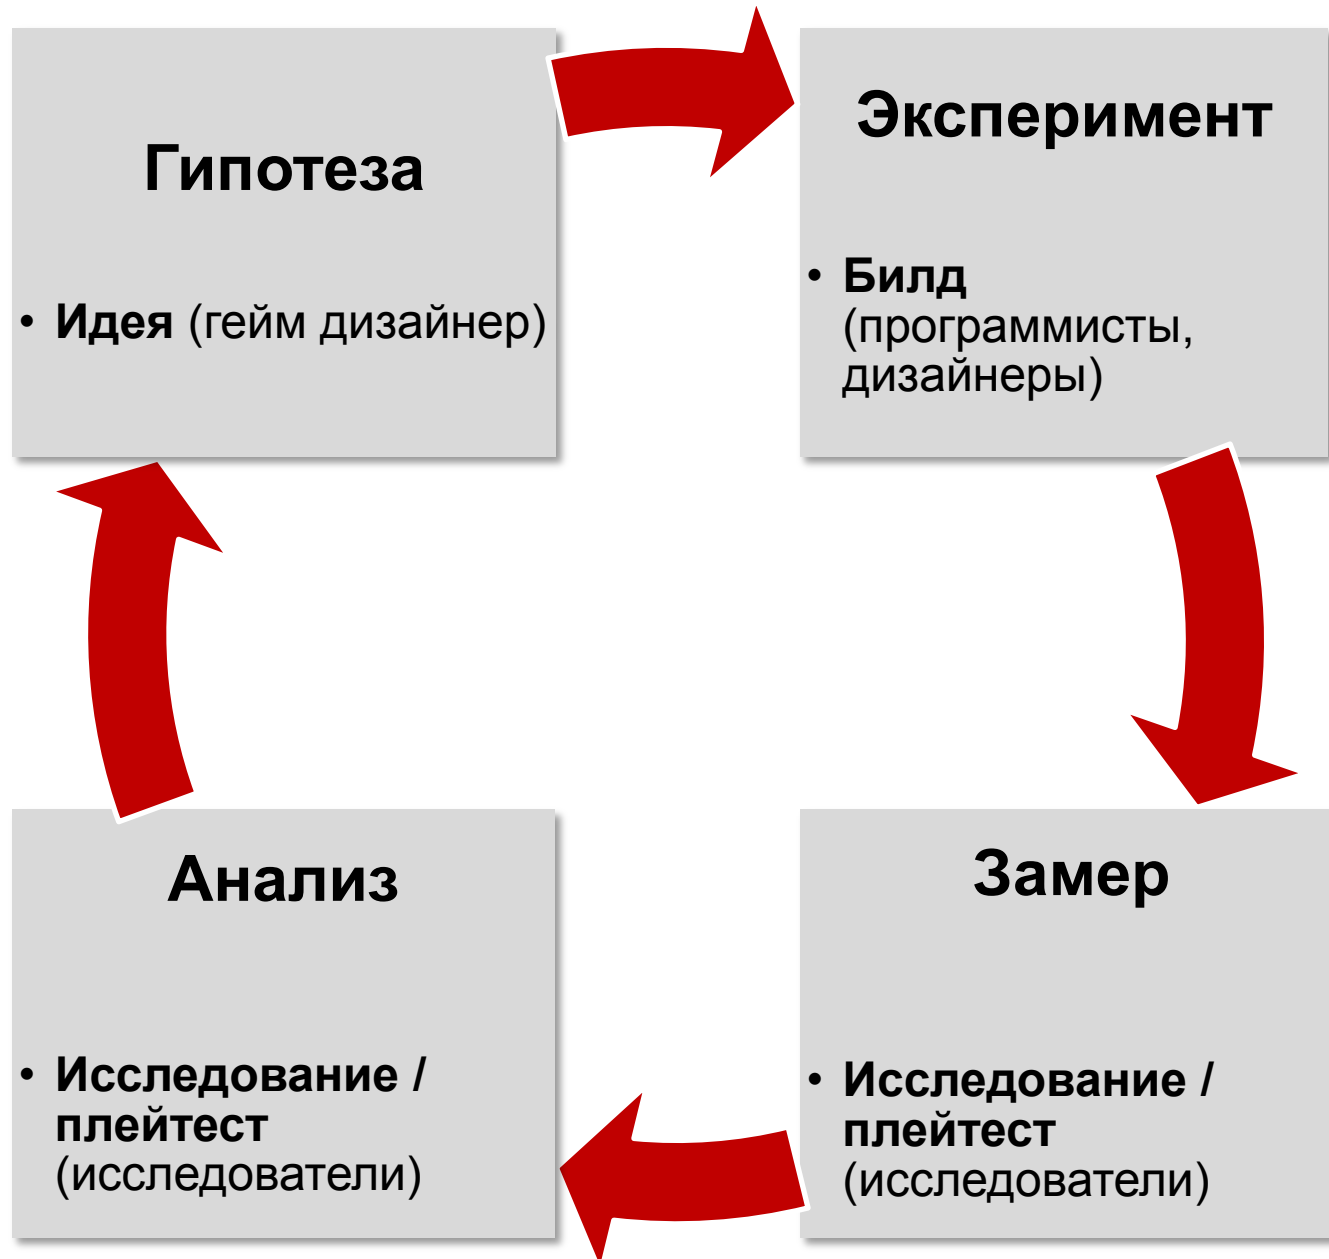 Гипотеза
• Идея (гейм дизайнер)
Эксперимент
• Билд
(программисты,
дизайнеры)
Анализ
• Исследование /
плейтест
(исследователи)
Замер
• Исследование /
плейтест
(исследователи)